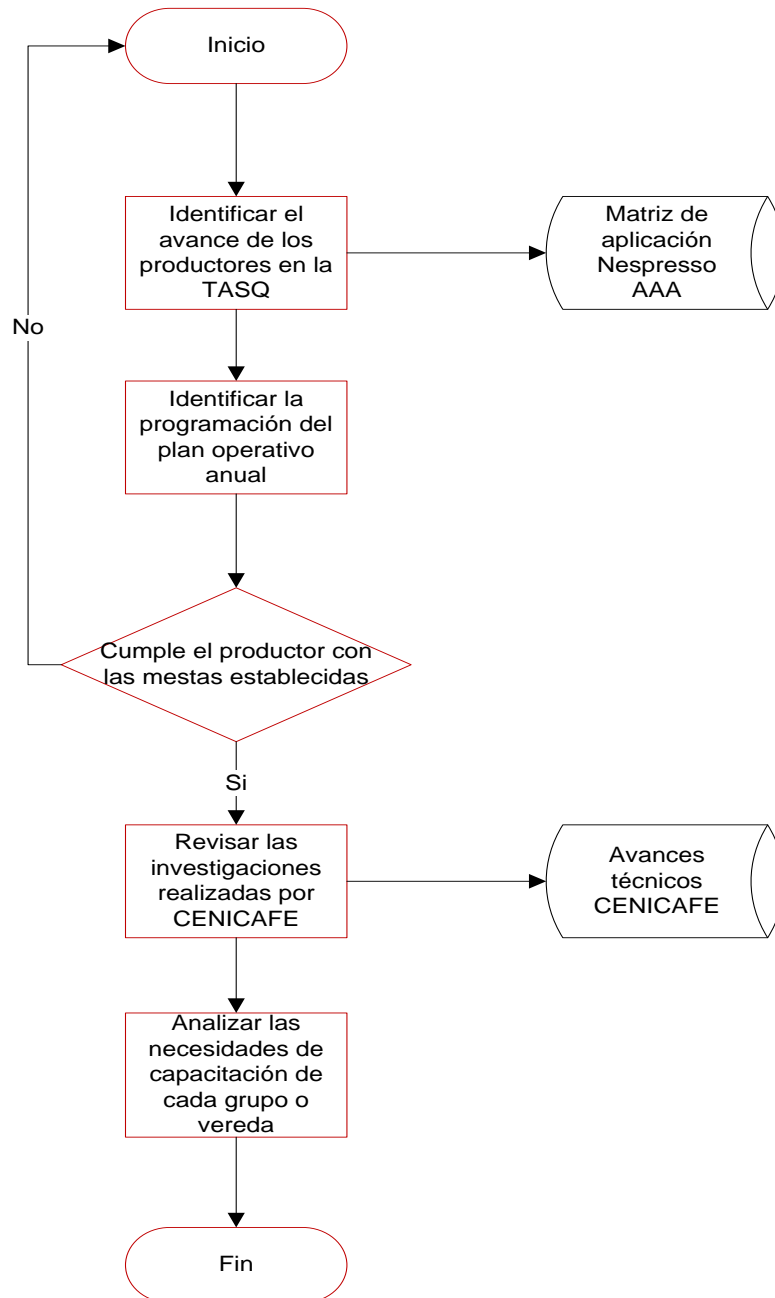 Inicio
Identificar el
avance de los
productores en la
TASQ
Matriz de
aplicación
Nespresso
AAA
No
Identificar la
programación del
plan operativo
anual
Cumple el productor con
las mestas establecidas
Si
Revisar las
investigaciones
realizadas por
CENICAFE
Avances
técnicos
CENICAFE
Analizar las
necesidades de
capacitación de
cada grupo o
vereda
Fin